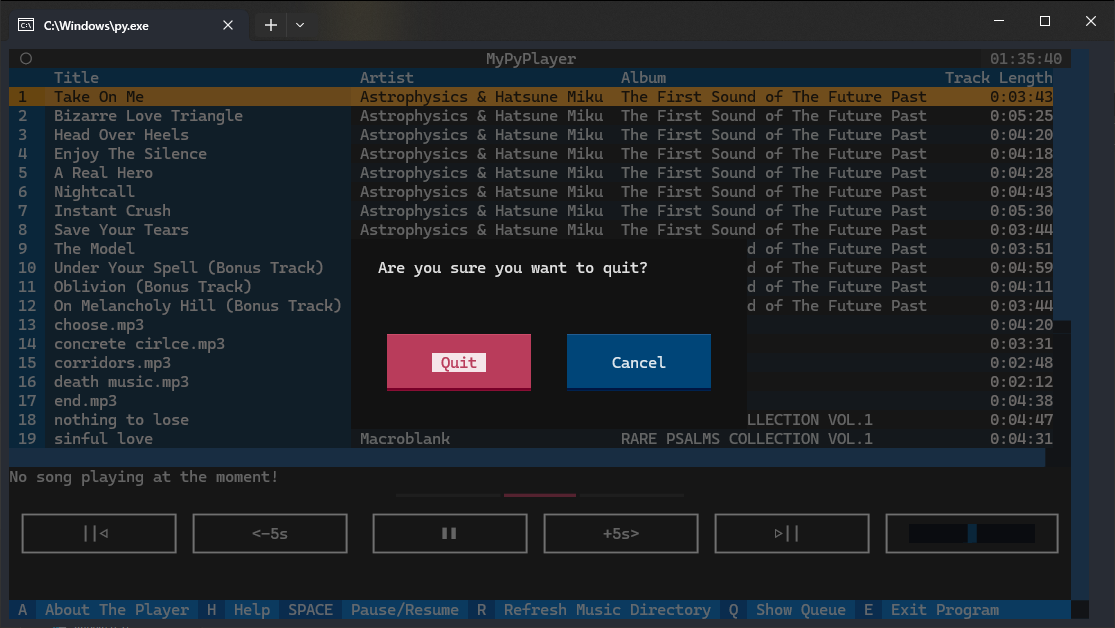 C:\Windows\py.exe
MyPyPlayer 01:35:40
Title Artist Album Track Length
1 Take On Me Astrophysics & Hatsune Miku The First Sound of The Future Past 0:03:43
2 Bizarre Love Triangle Astrophysics & Hatsune Miku The First Sound of The Future Past 0:05:25
3 Head Over Heels Astrophysics & Hatsune Miku The First Sound of The Future Past 0:04:20
4 Enjoy The Silence Astrophysics & Hatsune Miku The First Sound of The Future Past 0:04:18
5 A Real Hero Astrophysics & Hatsune Miku The First Sound of The Future Past 0:04:28
6 Nightcall Astrophysics & Hatsune Miku The First Sound of The Future Past 0:04:43
7 Instant Crush Astrophysics & Hatsune Miku The First Sound of The Future Past 0:05:30
8 Save Your Tears Astrophysics & Hatsune Miku The First Sound of The Future Past 0:03:44
9 The Model d of The Future Past 0:03:51
10 Under Your Spell (Bonus Track) d of The Future Past 0:04:59
11 Oblivion (Bonus Track) d of The Future Past 0:04:11
12 On Melancholy Hill (Bonus Track) d of The Future Past 0:03:44
13 choose.mp3 0:04:20
14 concrete cirlce.mp3 0:03:31
15 corridors.mp3 0:02:48
16 death music.mp3 0:02:12
17 end.mp3 0:04:38
18 nothing to lose LLECTION VOL.1 0:04:47
19 sinful love Macroblank RARE PSALMS COLLECTION VOL.1 0:04:31
Are you sure you want to quit?
Quit Cancel
No song playing at the moment!
<-5s +5s>
A About The Player H Help SPACE Pause/Resume R Refresh Music Directory Q Show Queue E Exit Program